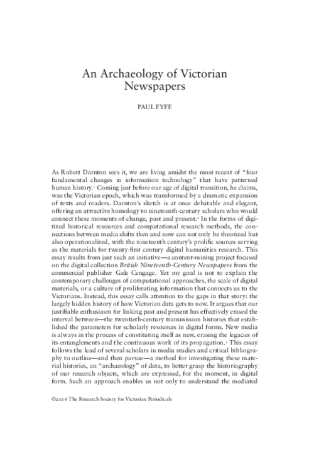 An Archaeology of Victorian
Newspapers
PAUL FYFE
As Robert Darnton sees it, we are living amidst the most recent of “four
fundamental changes in information technology” that have patterned
human history.¹ Coming just before our age of digital transition, he claims,
was the Victorian epoch, which was transformed by a dramatic expansion
of texts and readers. Darnton’s sketch is at once debatable and elegant,
offering an attractive homology to nineteenth-century scholars who would
connect these moments of change, past and present.² In the forms of digi-
tized historical resources and computational research methods, the con-
nections between media shifts then and now can not only be theorized but
also operationalized, with the nineteenth century’s prolific sources serving
as the materials for twenty-first century digital humanities research. This
essay results from just such an initiative—a content-mining project focused
on the digital collection British Nineteenth-Century Newspapers from the
commercial publisher Gale Cengage. Yet my goal is not to explain the
contemporary challenges of computational approaches, the scale of digital
materials, or a culture of proliferating information that connects us to the
Victorians. Instead, this essay calls attention to the gaps in that story: the
largely hidden history of how Victorian data gets to now. It argues that our
justifiable enthusiasm for linking past and present has effectively erased the
interval between—the twentieth-century transmission histories that estab-
lished the parameters for scholarly resources in digital forms. New media
is always in the process of constituting itself as new, erasing the legacies of
its entanglements and the continuous work of its propagation.³ This essay
follows the lead of several scholars in media studies and critical bibliogra-
phy to outline—and then pursue—a method for investigating these mate-
rial histories, an “archaeology” of data, to better grasp the historiography
of our research objects, which are expressed, for the moment, in digital
form. Such an approach enables us not only to understand the mediated
©2016 The Research Society for Victorian Periodicals